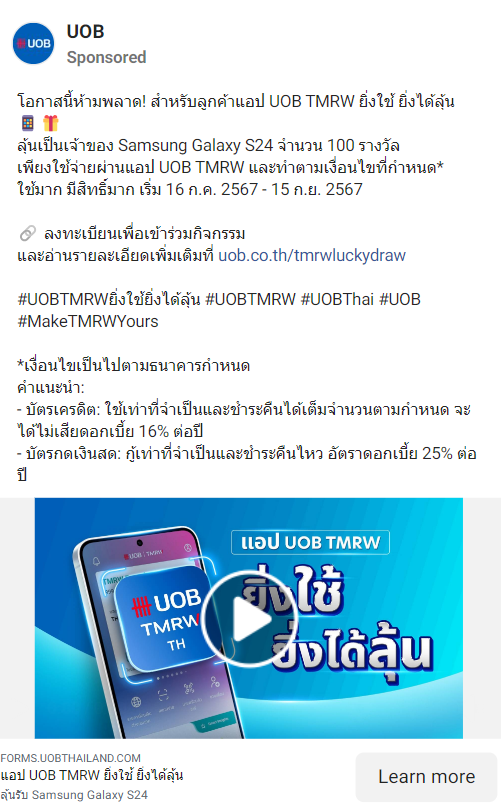 UOB
UOB
Sponsored
โอกาสนี้ห้ามพลาด! สำหรับลูกค้าแอป UOB TMRW ยิ่งใช้ ยิ่งได้ลุ้น
📱 🎁
ลุ้นเป็นเจ้าของ Samsung Galaxy S24 จำนวน 100 รางวัล
เพียงใช้จ่ายผ่านแอป UOB TMRW และทำตามเงื่อนไขที่กำหนด*
ใช้มาก มีสิทธิ์มาก เริ่ม 16 ก.ค. 2567 - 15 ก.ย. 2567
🔗 ลงทะเบียนเพื่อเข้าร่วมกิจกรรม
และอ่านรายละเอียดเพิ่มเติมที่ uob.co.th/tmrwluckydraw
#UOBTMRWยิ่งใช้ยิ่งได้ลุ้น #UOBTMRW #UOBThai #UOB
#MakeTMRWYours
*เงื่อนไขเป็นไปตามธนาคารกำหนด
คำแนะนำ:
- บัตรเครดิต: ใช้เท่าที่จำเป็นและชำระคืนได้เต็มจำนวนตามกำหนด จะ
ได้ไม่เสียดอกเบี้ย 16% ต่อปี
- บัตรกดเงินสด: กู้เท่าที่จำเป็นและชำระคืนไหว อัตราดอกเบี้ย 25% ต่อ
ปี
แอป UOB TMRW
ยิ่งใช้
ยิ่งได้ลุ้น
UOB TMRW
UOB
TMRW
TH
FORMS.UOBTHAILAND.COM
แอป UOB TMRW ยิ่งใช้ ยิ่งได้ลุ้น
ลุ้นรับ Samsung Galaxy S24
Learn more